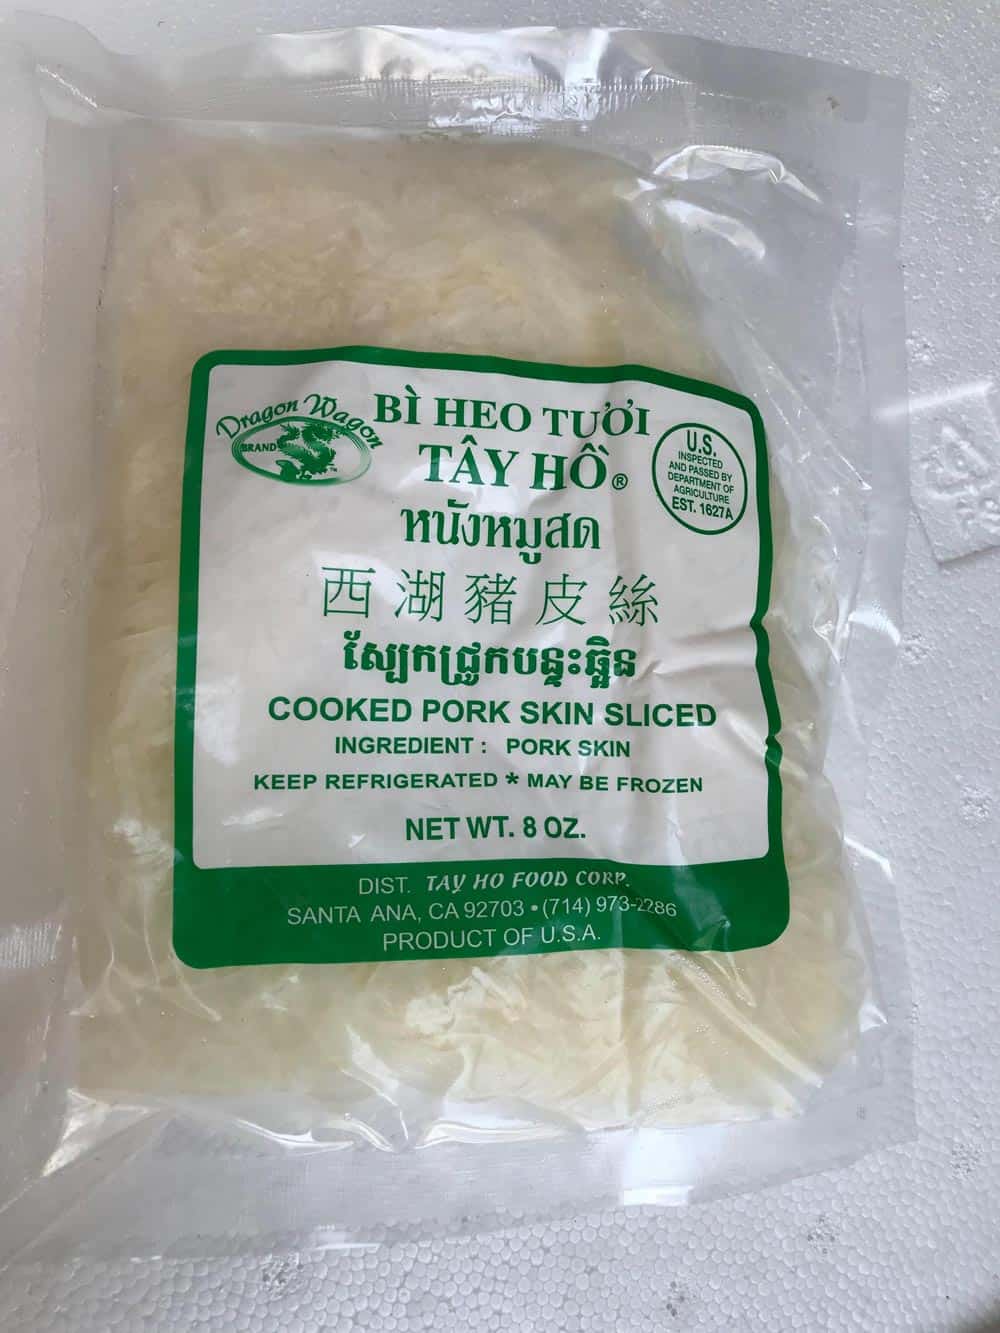 Dragon Wagon
BRAND
BÌ HEO TƯƠI
TÂY HỒ®
U.S.
INSPECTED
AND PASSED BY
DEPARTMENT OF
AGRICULTURE
EST. 1627A
หนังหมูสด
西湖豬皮絲
ស្បែកជ្រូកបន្ទះឆ្អិន
COOKED PORK SKIN SLICED
INGREDIENT : PORK SKIN
KEEP REFRIGERATED * MAY BE FROZEN
NET WT. 8 OZ.
DIST. TAY HO FOOD CORP.
SANTA ANA, CA 92703 • (714) 973-2286
PRODUCT OF U.S.A.